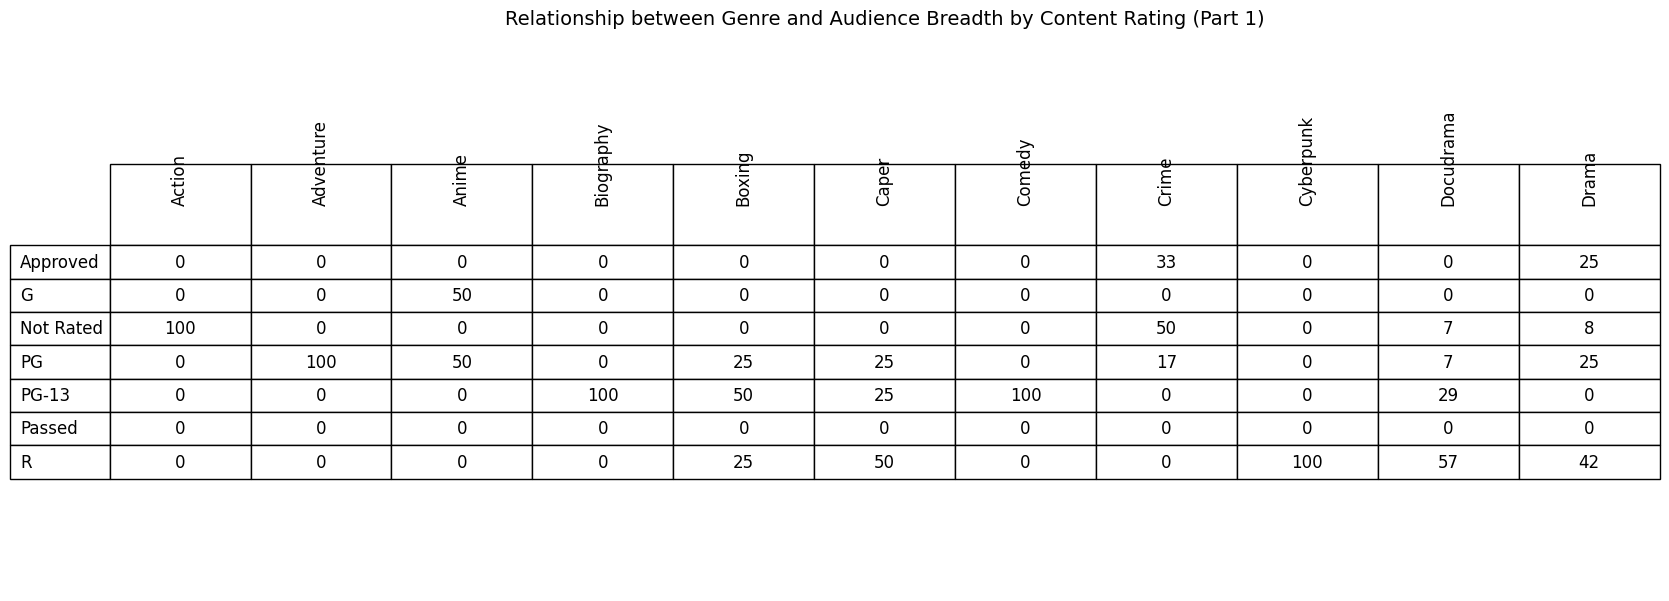 Relationship between Genre and Audience Breadth by Content Rating (Part 1)
Action Adventure Anime Biography Boxing Caper Comedy Crime Cyberpunk Docudrama Drama
Approved 0 0 0 0 0 0 0 33 0 0 25
G 0 0 50 0 0 0 0 0 0 0 0
Not Rated 100 0 0 0 0 0 0 50 0 7 8
PG 0 100 50 0 25 25 0 17 0 7 25
PG-13 0 0 0 100 50 25 100 0 0 29 0
Passed 0 0 0 0 0 0 0 0 0 0 0
R 0 0 0 0 25 50 0 0 100 57 42